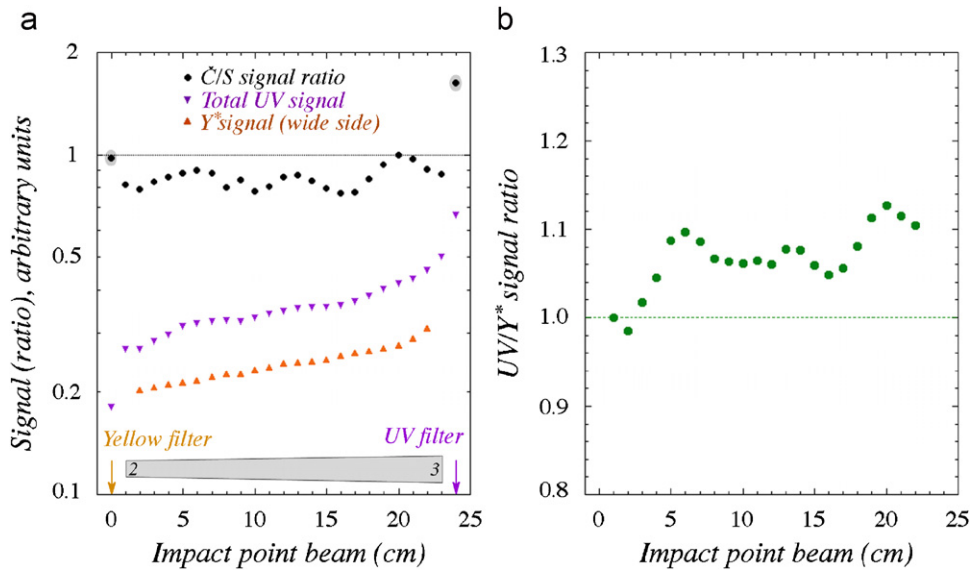 a
2
1
0.5
0.2
0.1
Signal (ratio), arbitrary units
Č/S signal ratio
Total UV signal
Y* signal (wide side)
Yellow filter
UV filter
2
3
0 5 10 15 20 25
Impact point beam (cm)
b
1.3
1.2
1.1
1.0
0.9
0.8
UV/Y* signal ratio
0 5 10 15 20 25
Impact point beam (cm)